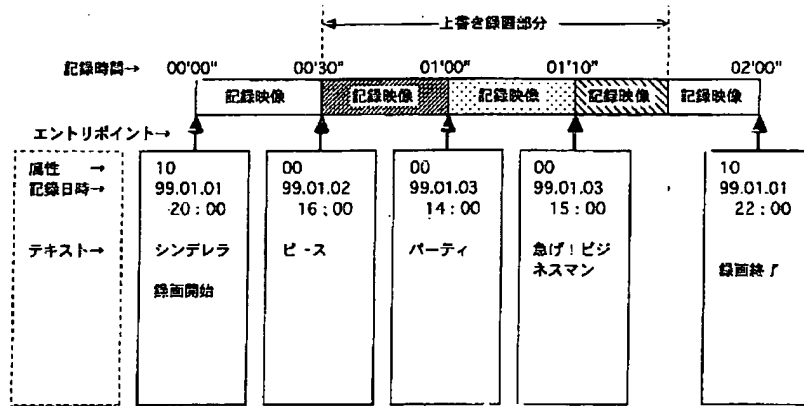 上書き録画部分
記録時間→ 00'00" 00'30" 01'00" 01'10" 02'00"
記録映像 記録映像 記録映像 記録映像 記録映像
エントリポイント→
属性 → 10 00 00 00 10
記録日時→ 99.01.01 99.01.02 99.01.03 99.01.03 99.01.01
20:00 16:00 14:00 15:00 22:00
テキスト→ シンデレラ ピース パーティ 急げ!ビジ
ネスマン
録画開始 録画終了